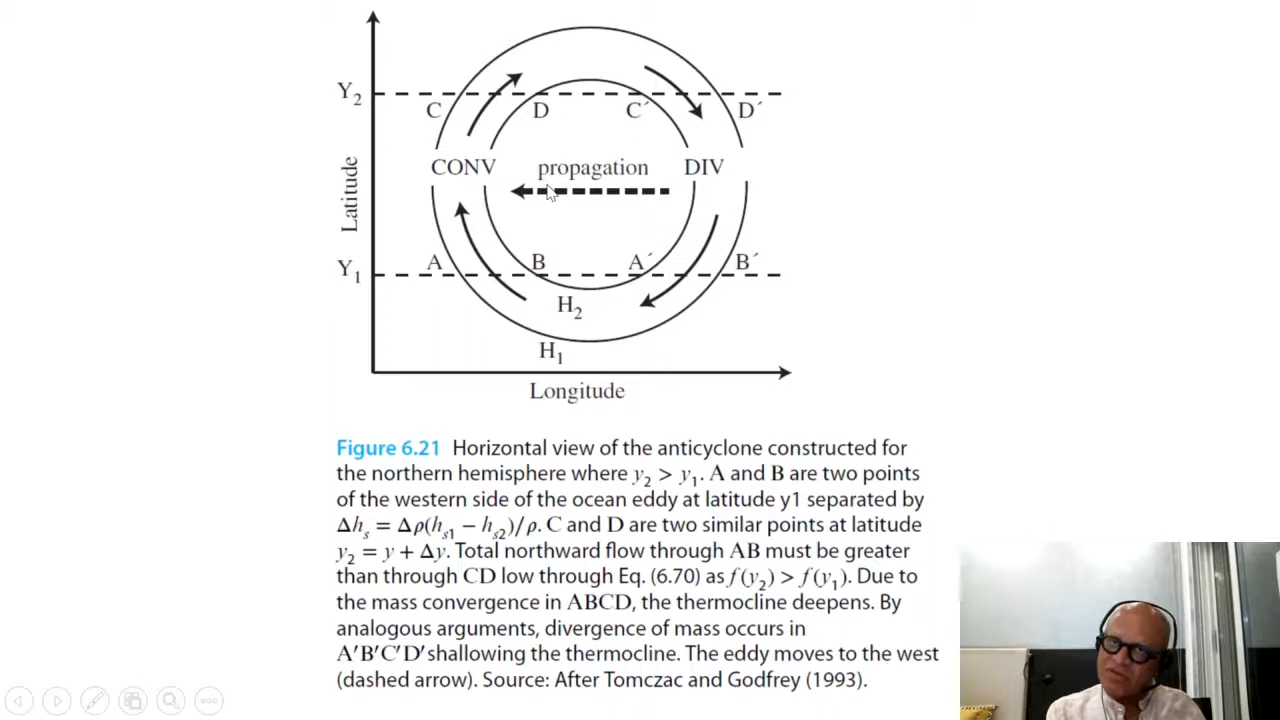 Y2
C
D
C´
D´
CONV
propagation
DIV
Latitude
Y1
A
B
A´
B´
H2
H1
Longitude
Figure 6.21 Horizontal view of the anticyclone constructed for
the northern hemisphere where y2 > y1. A and B are two points
of the western side of the ocean eddy at latitude y1 separated by
Δhs = Δρ(hs1 − hs2)/ρ. C and D are two similar points at latitude
y2 = y + Δy. Total northward flow through AB must be greater
than through CD low through Eq. (6.70) as f(y2) > f(y1). Due to
the mass convergence in ABCD, the thermocline deepens. By
analogous arguments, divergence of mass occurs in
A′B′C′D′ shallowing the thermocline. The eddy moves to the west
(dashed arrow). Source: After Tomczac and Godfrey (1993).